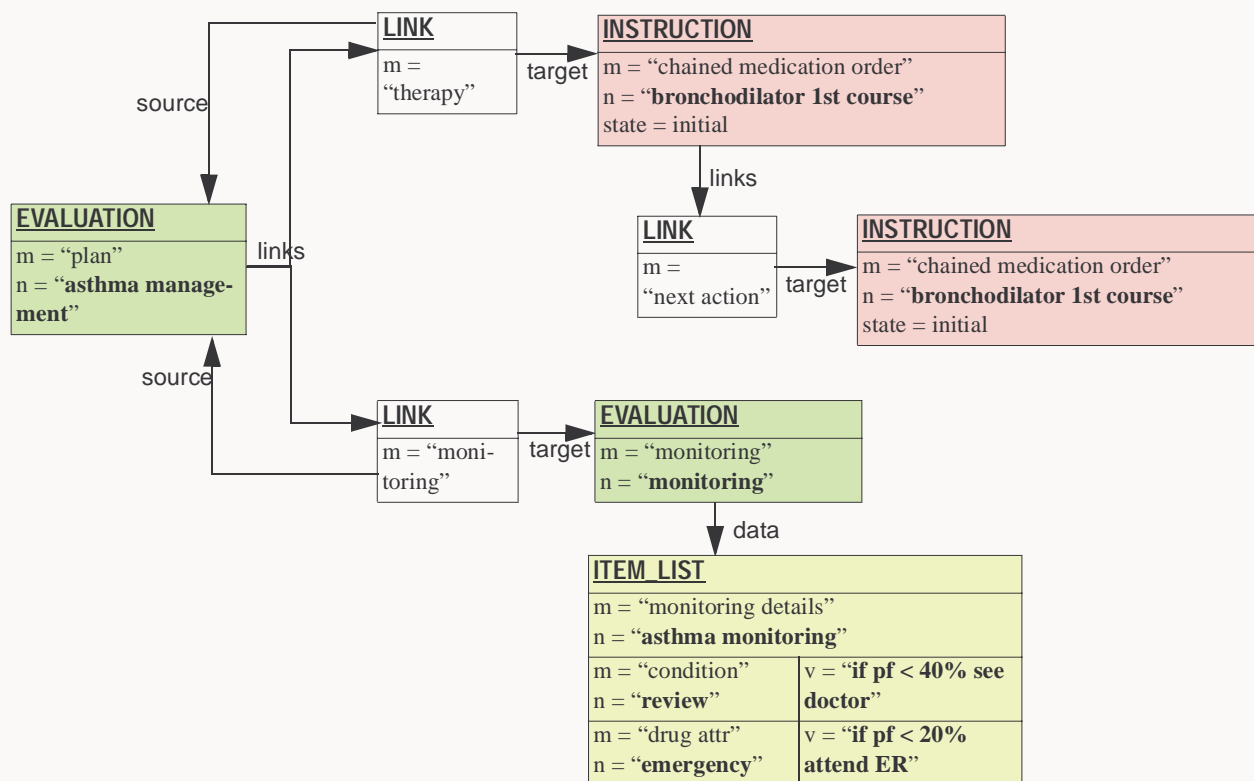 LINK
m =
“therapy”
target
INSTRUCTION
m = “chained medication order”
n = “bronchodilator 1st course”
state = initial
source
links
LINK
m =
“next action”
target
INSTRUCTION
m = “chained medication order”
n = “bronchodilator 1st course”
state = initial
EVALUATION
m = “plan”
n = “asthma manage-
ment”
links
source
LINK
m = “moni-
toring”
target
EVALUATION
m = “monitoring”
n = “monitoring”
data
ITEM_LIST
m = “monitoring details”
n = “asthma monitoring”
m = “condition”
n = “review”
v = “if pf < 40% see
doctor”
m = “drug attr”
n = “emergency”
v = “if pf < 20%
attend ER”